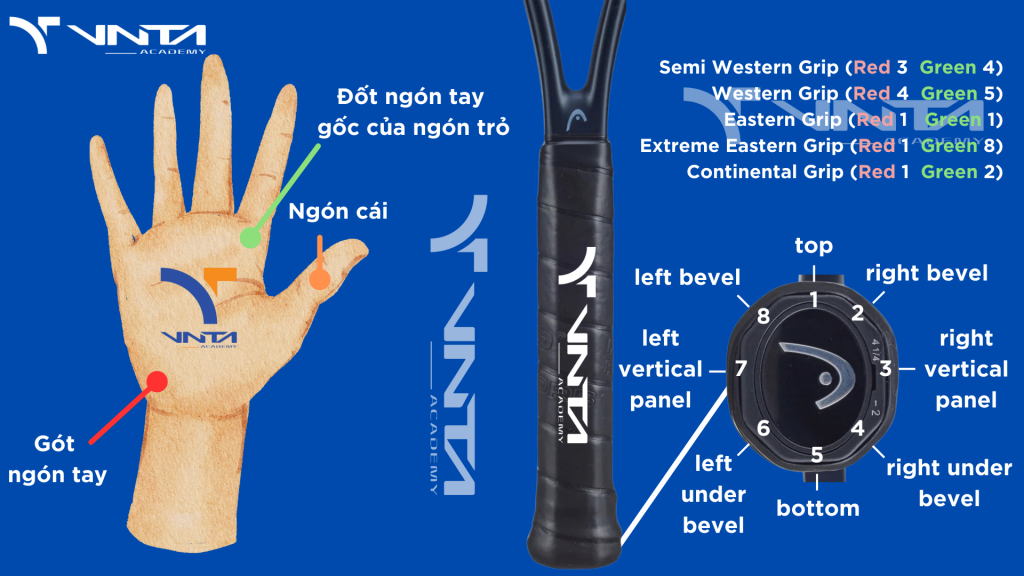 VNTA
ACADEMY
Đốt ngón tay
gốc của ngón trỏ
Ngón cái
VNTA
ACADEMY
Gót
ngón tay
VNTA
ACADEMY
VNTA
ACADEMY
Semi Western Grip (Red 3 Green 4)
Western Grip (Red 4 Green 5)
Eastern Grip (Red 1 Green 1)
Extreme Eastern Grip (Red 1 Green 8)
Continental Grip (Red 1 Green 2)
VNTA
ACADEMY
top
left bevel
right bevel
left
vertical
panel
right
vertical
panel
1
2
3
4
5
6
7
8
4 1/4
- 2
left
under
bevel
right under
bevel
bottom